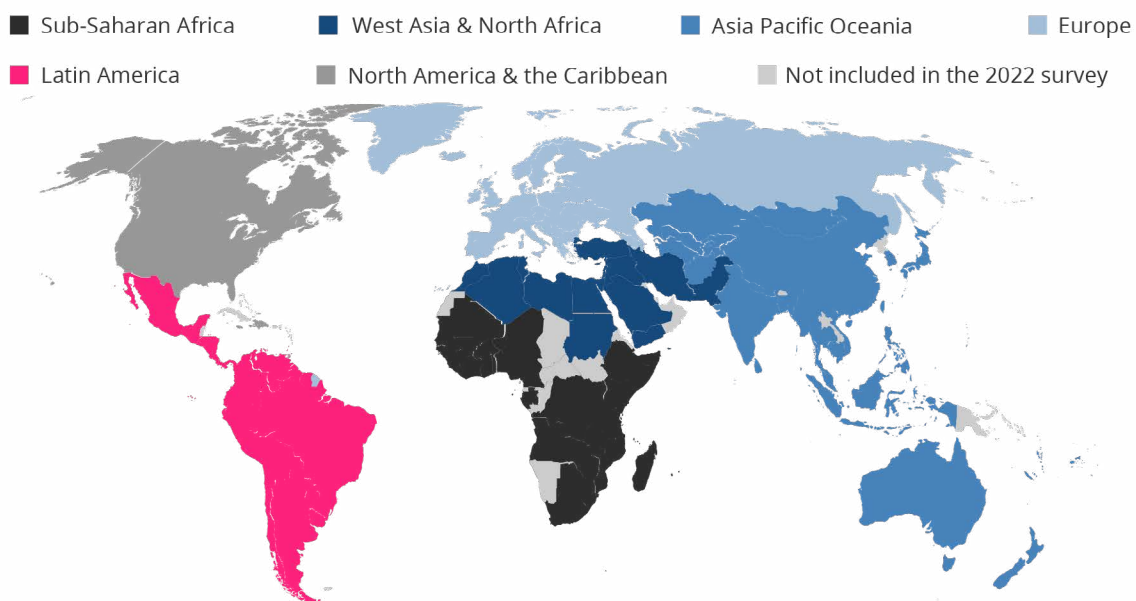 Sub-Saharan Africa West Asia & North Africa Asia Pacific Oceania Europe
Latin America North America & the Caribbean Not included in the 2022 survey